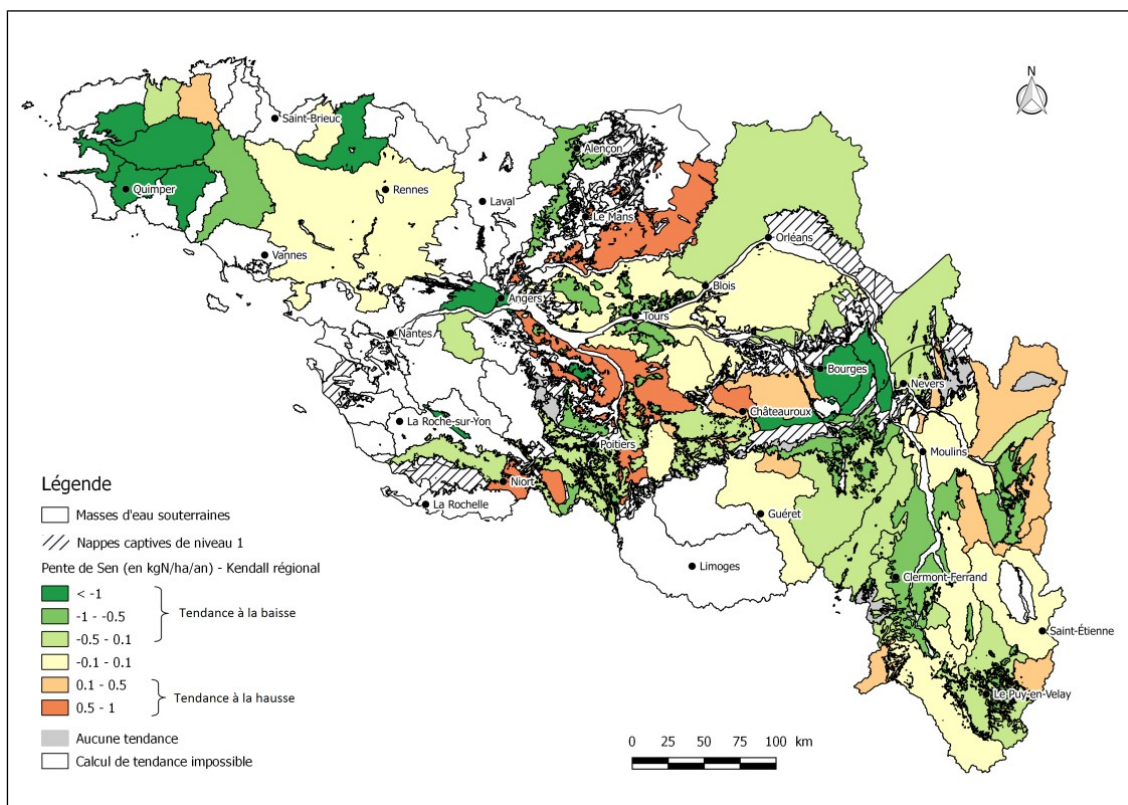 N
Saint-Brieuc
Alençon
Quimper
Rennes
Laval
Le Mans
Orléans
Vannes
Blois
Angers
Tours
Nantes
Bourges
Nevers
Châteauroux
La Roche-sur-Yon
Poitiers
Moulins
Niort
La Rochelle
Guéret
Limoges
Clermont-Ferrand
Saint-Étienne
Le Puy-en-Velay
Légende
Masses d'eau souterraines
Nappes captives de niveau 1
Pente de Sen (en kgN/ha/an) - Kendall régional
< -1
-1 - -0.5
-0.5 - 0.1
Tendance à la baisse
-0.1 - 0.1
0.1 - 0.5
0.5 - 1
Tendance à la hausse
Aucune tendance
Calcul de tendance impossible
0 25 50 75 100 km